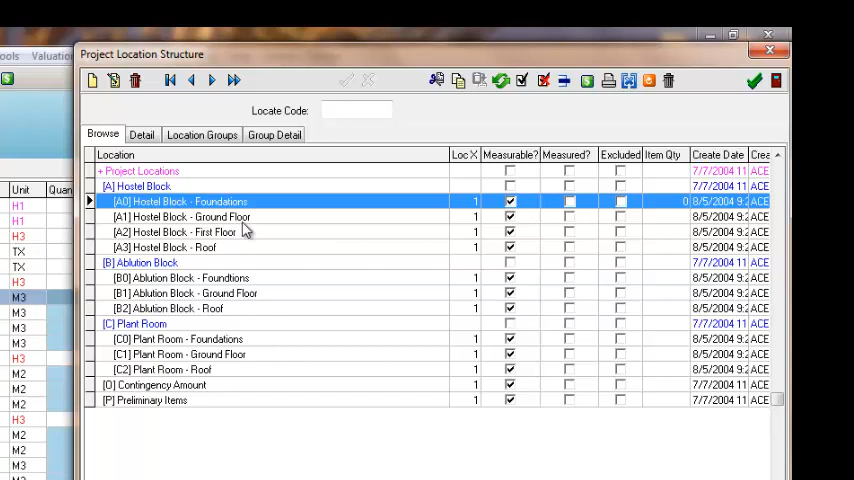 ools Valuation
Project Location Structure
Locate Code:
Browse Detail Location Groups Group Detail
Location Loc X Measurable? Measured? Excluded Item Qty Create Date Crea
+ Project Locations 7/7/2004 11 ACE
[A] Hostel Block 7/7/2004 11 ACE
[A0] Hostel Block - Foundations 1 0 8/5/2004 9:2 ACE
[A1] Hostel Block - Ground Floor 1 8/5/2004 9:2 ACE
[A2] Hostel Block - First Floor 1 8/5/2004 9:2 ACE
[A3] Hostel Block - Roof 1 8/5/2004 9:2 ACE
[B] Ablution Block 7/7/2004 11 ACE
[B0] Ablution Block - Foundtions 1 8/5/2004 9:2 ACE
[B1] Ablution Block - Ground Floor 1 8/5/2004 9:2 ACE
[B2] Ablution Block - Roof 1 8/5/2004 9:2 ACE
[C] Plant Room 7/7/2004 11 ACE
[C0] Plant Room - Foundations 1 8/5/2004 9:2 ACE
[C1] Plant Room - Ground Floor 1 8/5/2004 9:2 ACE
[C2] Plant Room - Roof 1 8/5/2004 9:2 ACE
[O] Contingency Amount 1 7/7/2004 11 ACE
[P] Preliminary Items 1 7/7/2004 11 ACE
Unit Quan
H1
H1
H3
TX
TX
H3
M3
M3
M3
M3
H3
M2
M2
M2
H3
M2
M2
M3
M2